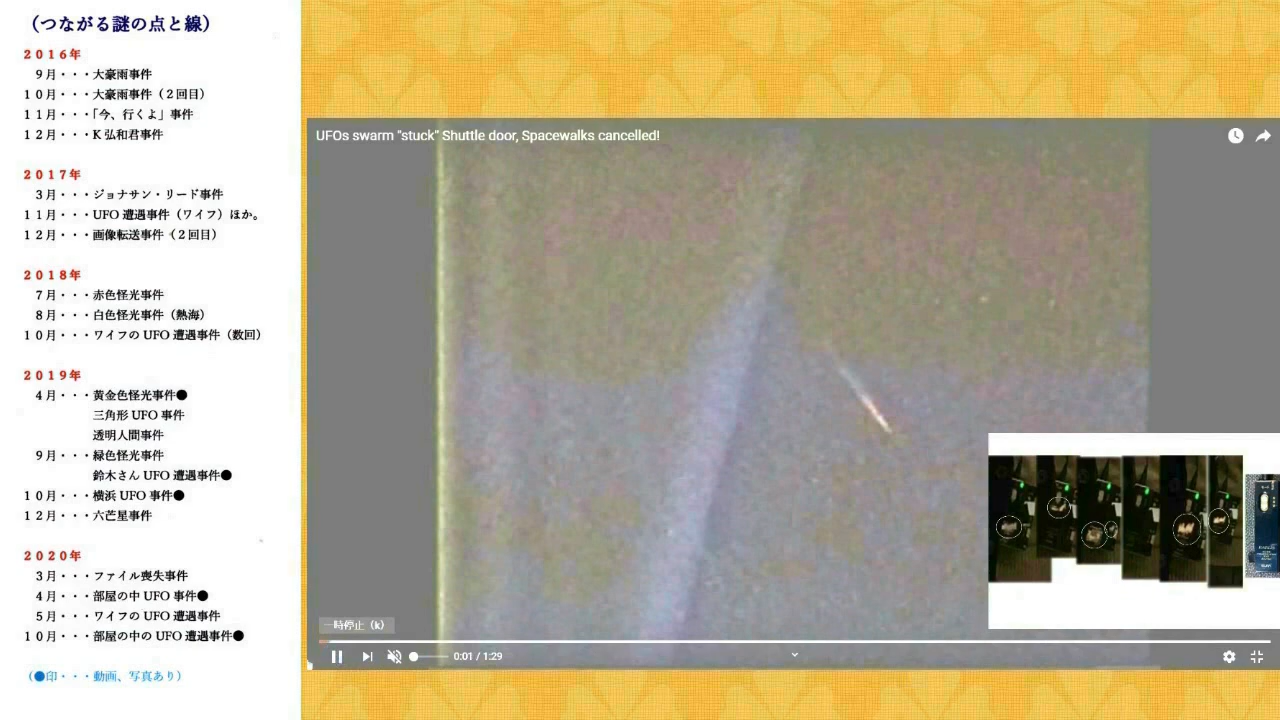 （つながる謎の点と線）
２０１６年
９月・・・大豪雨事件
１０月・・・大豪雨事件（２回目）
１１月・・・「今、行くよ」事件
１２月・・・K 弘和君事件
２０１７年
３月・・・ジョナサン・リード事件
１１月・・・UFO 遭遇事件（ワイフ）ほか。
１２月・・・画像転送事件（２回目）
２０１８年
７月・・・赤色怪光事件
８月・・・白色怪光事件（熱海）
１０月・・・ワイフの UFO 遭遇事件（数回）
２０１９年
４月・・・黄金色怪光事件●
三角形 UFO 事件
透明人間事件
９月・・・緑色怪光事件
鈴木さん UFO 遭遇事件●
１０月・・・横浜 UFO 事件●
１２月・・・六芒星事件
２０２０年
３月・・・ファイル喪失事件
４月・・・部屋の中 UFO 事件●
５月・・・ワイフの UFO 遭遇事件
１０月・・・部屋の中の UFO 遭遇事件●
（●印・・・動画、写真あり）
UFOs swarm "stuck" Shuttle door, Spacewalks cancelled!
一時停止（k）
0:01 / 1:29